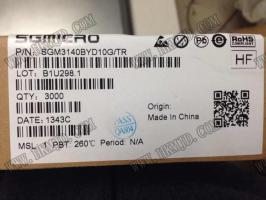 SGMICRO
P/N: SGM3140BYD10G/TR
LOT: B1U298.1
QTY: 3000
DATE: 1343C
MSL: 1 PBT: 260℃ Period: N/A
Origin:
Made In China
RoHS
HF